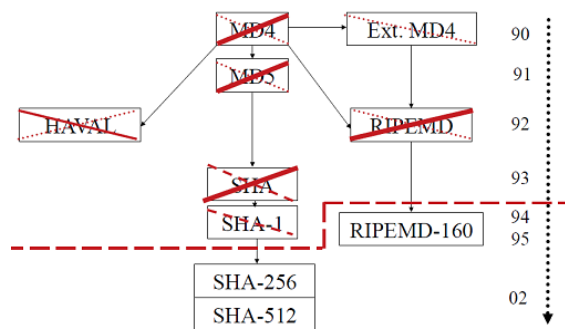 MD4 Ext. MD4 90
MD5 91
HAVAL RIPEMD 92
SHA 93
SHA-1 RIPEMD-160 94
95
SHA-256
SHA-512 02